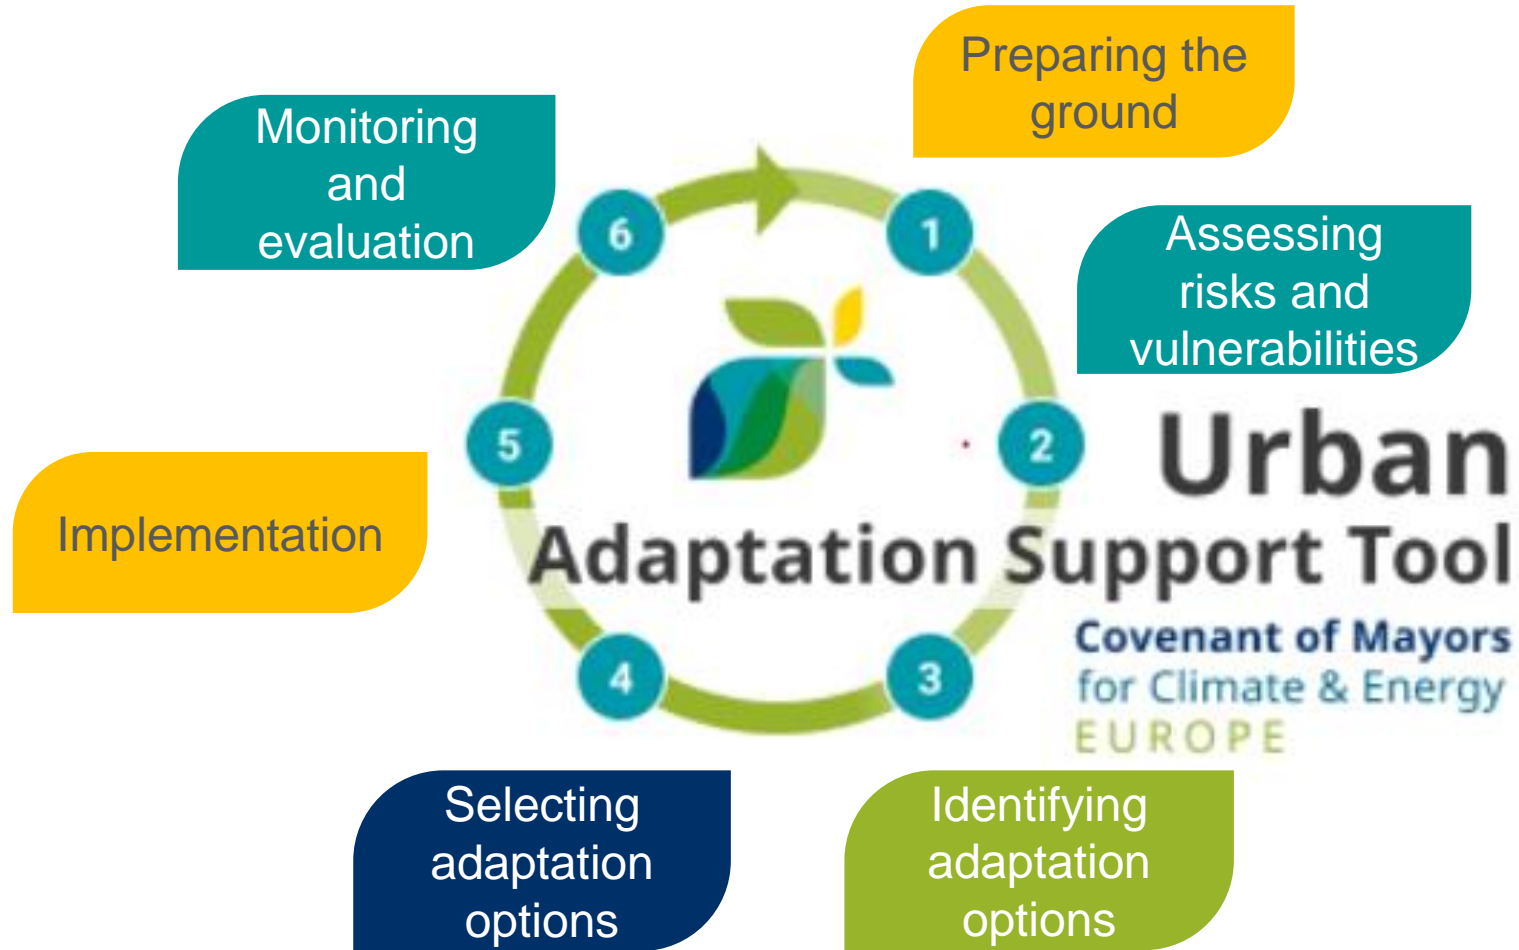 Preparing the
ground
Monitoring
and
evaluation
6
1
Assessing
risks and
vulnerabilities
5
2
Urban
Adaptation Support Tool
Implementation
Covenant of Mayors
for Climate & Energy
EUROPE
4
3
Selecting
adaptation
options
Identifying
adaptation
options